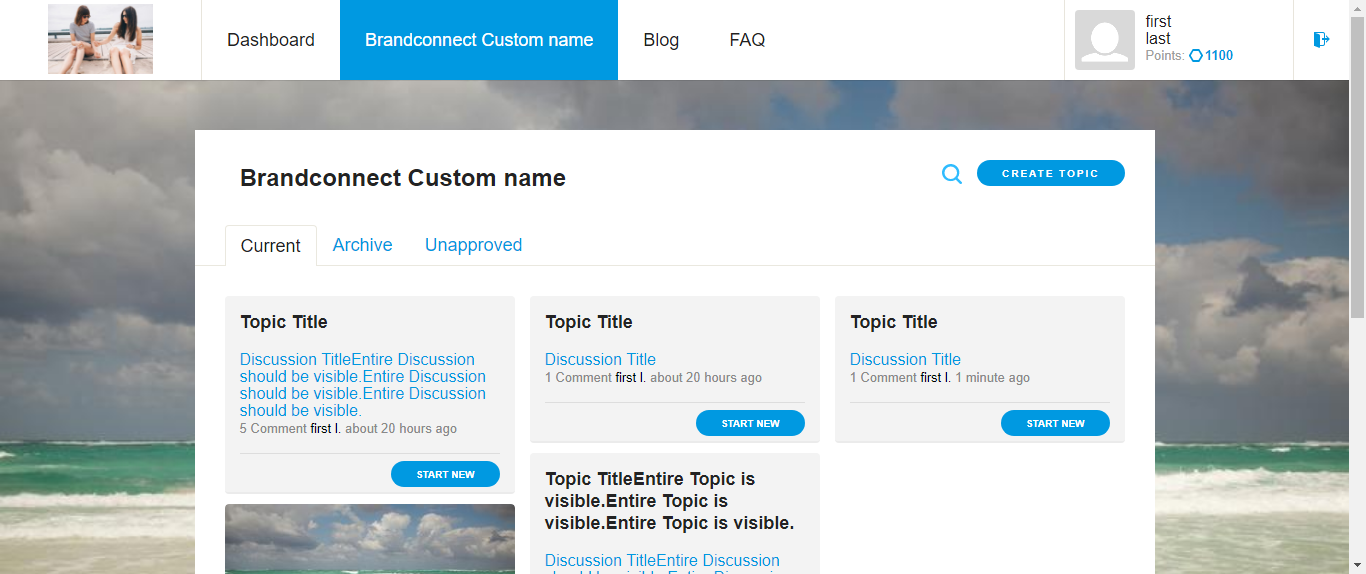 Dashboard
Brandconnect Custom name
Blog
FAQ
first
last
Points: 1100
Brandconnect Custom name
CREATE TOPIC
Current
Archive
Unapproved
Topic Title
Discussion TitleEntire Discussion
should be visible.Entire Discussion
should be visible.Entire Discussion
should be visible.
5 Comment first l. about 20 hours ago
START NEW
Topic Title
Discussion Title
1 Comment first l. about 20 hours ago
START NEW
Topic Title
Discussion Title
1 Comment first l. 1 minute ago
START NEW
Topic TitleEntire Topic is
visible.Entire Topic is
visible.Entire Topic is visible.
Discussion TitleEntire Discussion